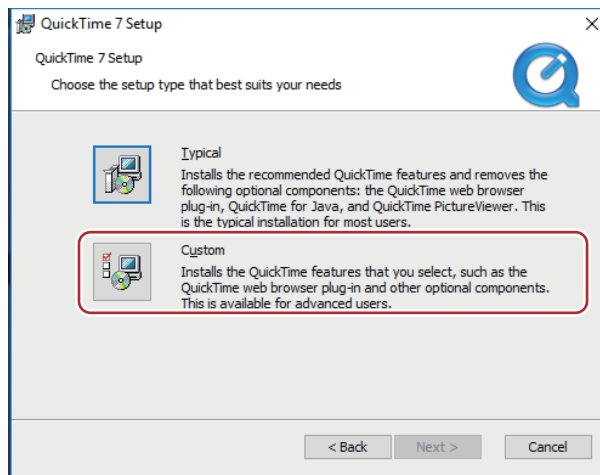 QuickTime 7 Setup
QuickTime 7 Setup
Choose the setup type that best suits your needs
Typical
Installs the recommended QuickTime features and removes the
following optional components: the QuickTime web browser
plug-in, QuickTime for Java, and QuickTime PictureViewer. This
is the typical installation for most users.
Custom
Installs the QuickTime features that you select, such as the
QuickTime web browser plug-in and other optional components.
This is available for advanced users.
< Back Next > Cancel